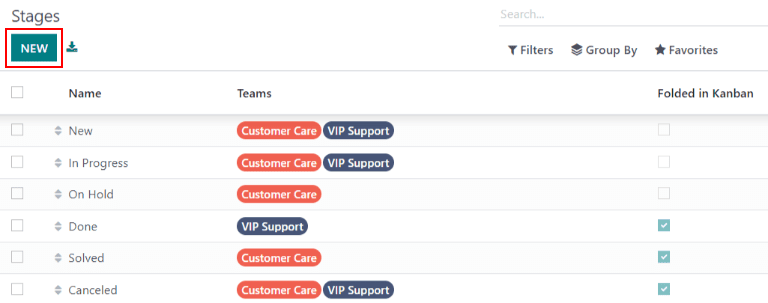 Stages
Search...
NEW
Filters Group By Favorites
Name Teams Folded in Kanban
New Customer Care VIP Support
In Progress Customer Care VIP Support
On Hold Customer Care
Done VIP Support
Solved Customer Care
Canceled Customer Care VIP Support